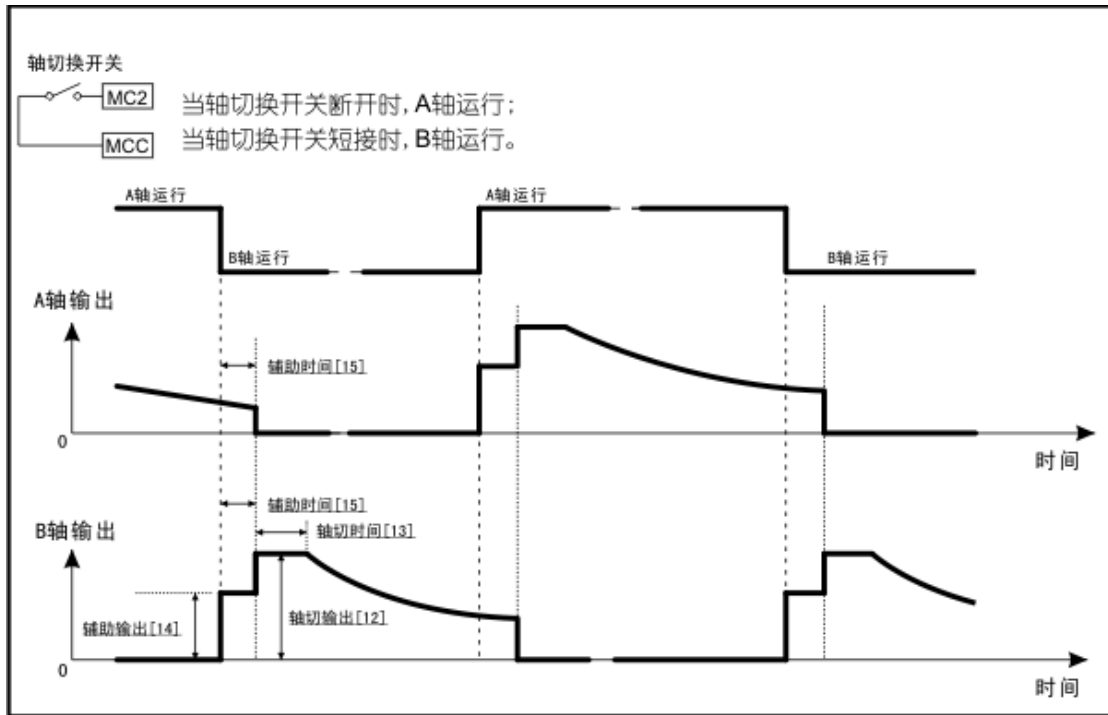 轴切换开关
MC2
当轴切换开关断开时, A轴运行;
MCC
当轴切换开关短接时, B轴运行。
A轴运行
A轴运行
B轴运行
B轴运行
A轴输出
辅助时间[15]
0
时间
辅助时间[15]
B轴输出
轴切时间[13]
轴切输出[12]
辅助输出[14]
0
时间